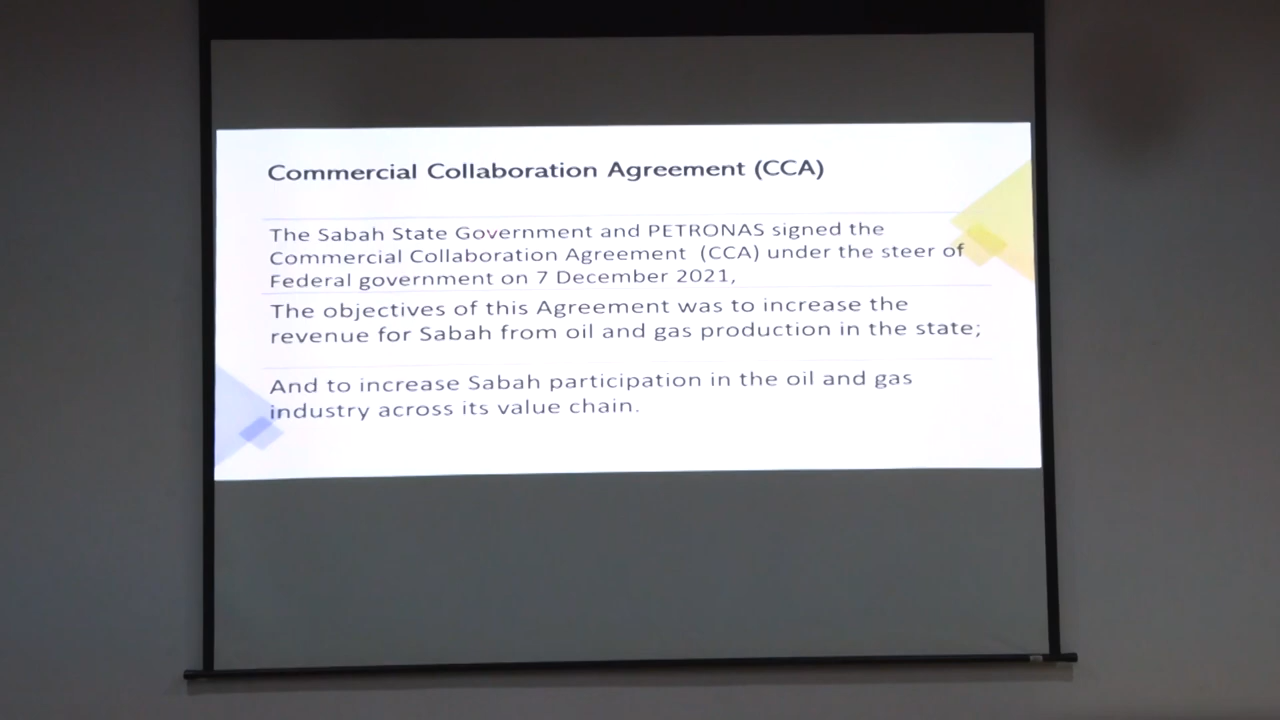 Commercial Collaboration Agreement (CCA)
The Sabah State Government and PETRONAS signed the
Commercial Collaboration Agreement (CCA) under the steer of
Federal government on 7 December 2021,
The objectives of this Agreement was to increase the
revenue for Sabah from oil and gas production in the state;
And to increase Sabah participation in the oil and gas
industry across its value chain.